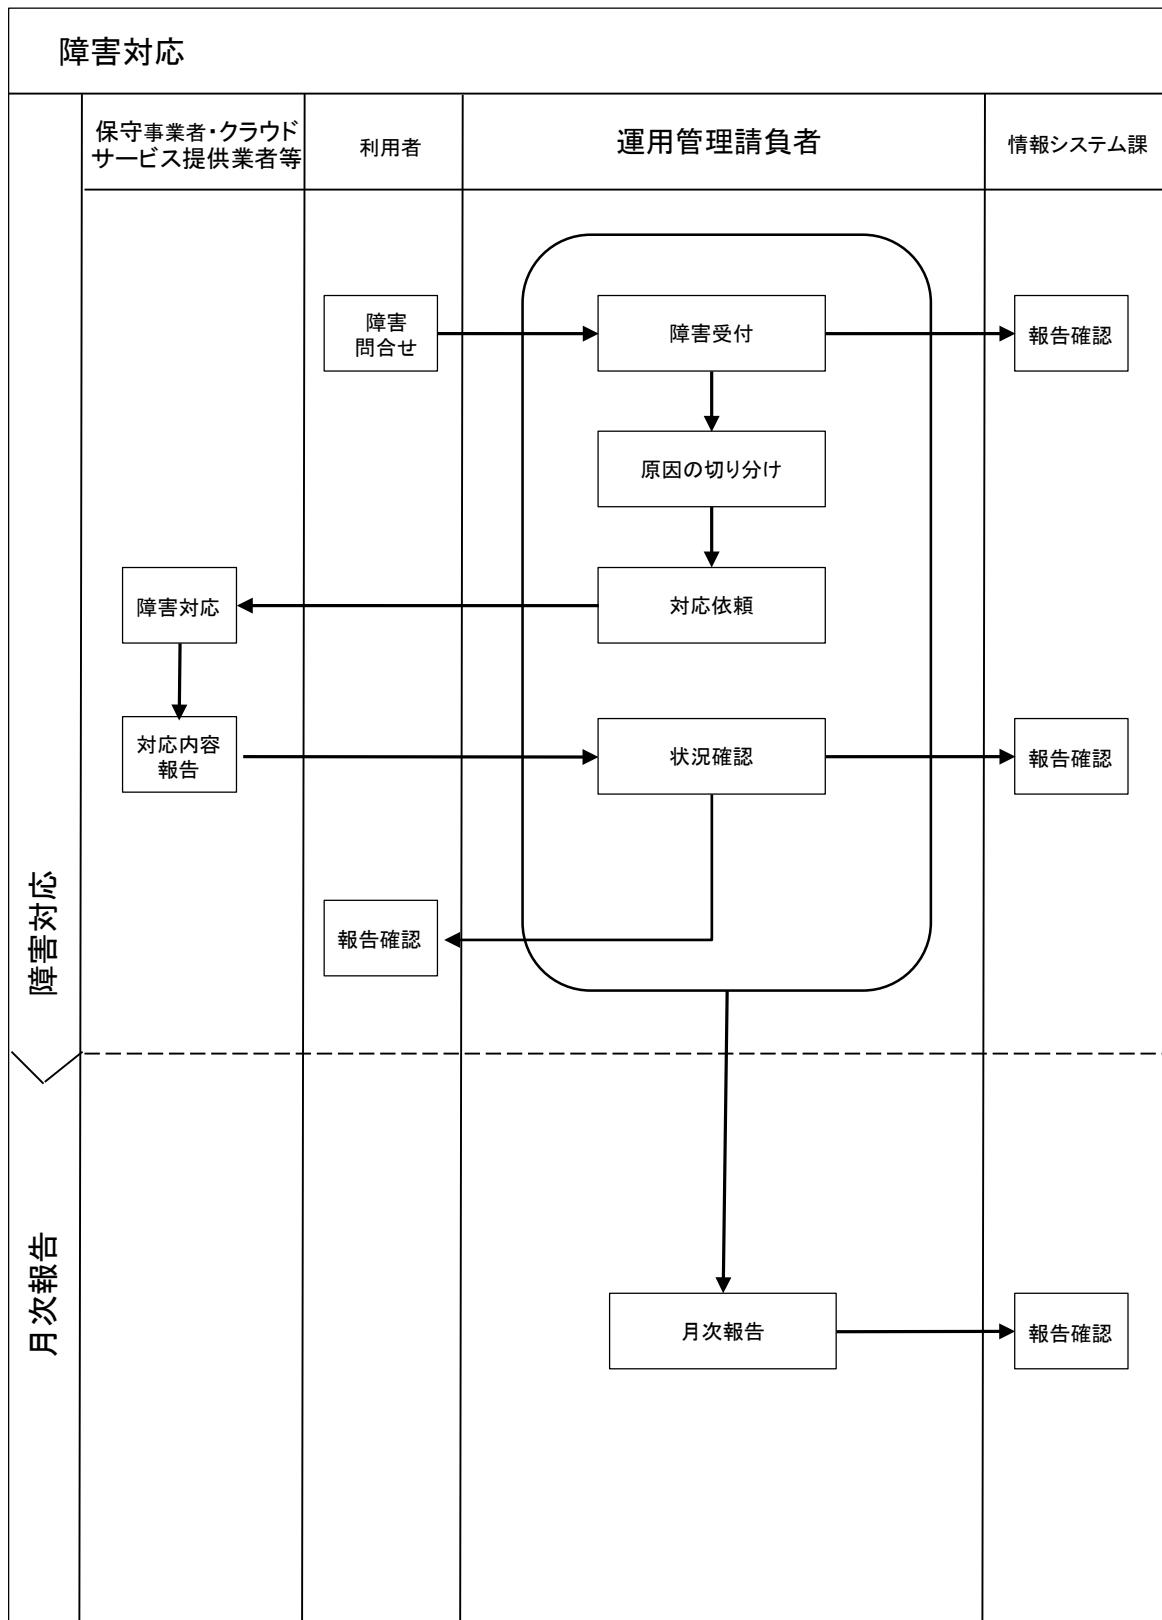 障害対応
保守事業者・クラウド
サービス提供業者等
利用者
運用管理請負者
情報システム課
障害
問合せ
障害受付
報告確認
原因の切り分け
障害対応
対応依頼
対応内容
報告
状況確認
報告確認
報告確認
障害対応
月次報告
月次報告
報告確認